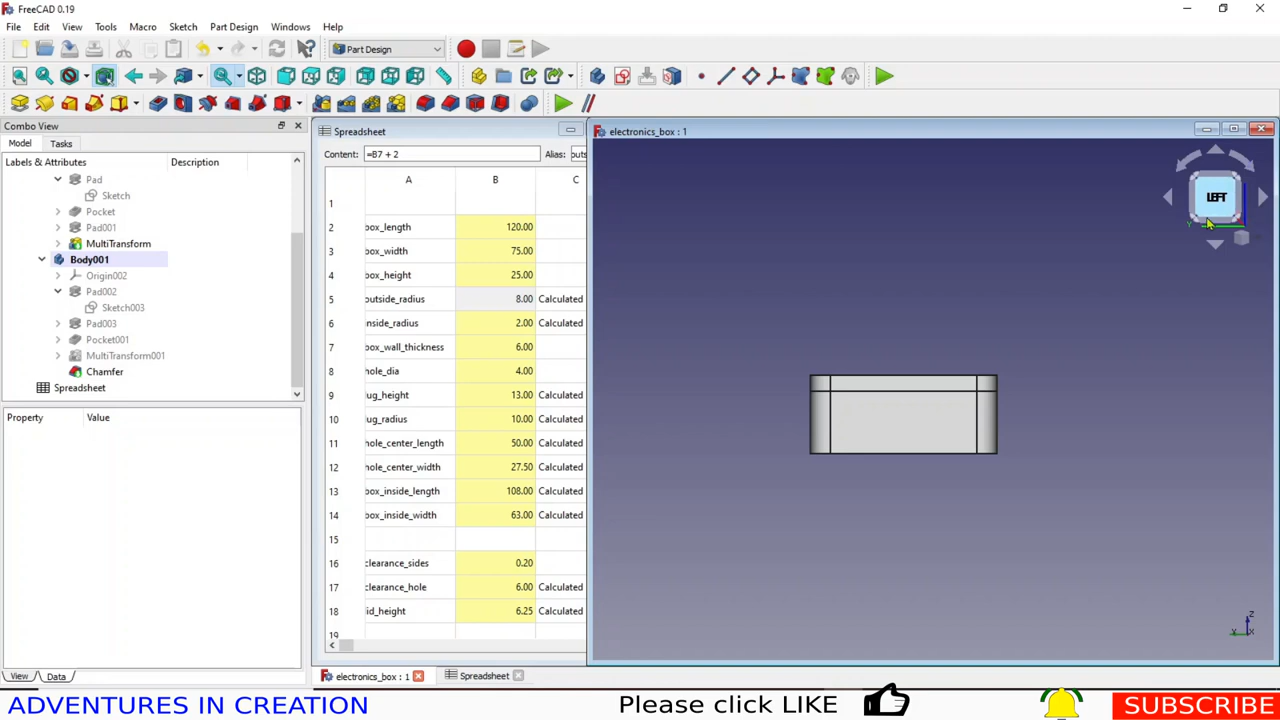 FreeCAD 0.19
File Edit View Tools Macro Sketch Part Design Windows Help
Part Design
Combo View
Model Tasks
Labels & Attributes Description
Pad
Sketch
Pocket
Pad001
MultiTransform
Body001
Origin002
Pad002
Sketch003
Pad003
Pocket001
MultiTransform001
Chamfer
Spreadsheet
Property Value
View Data
Spreadsheet
Content: =B7 + 2 Alias: outs
A B C
1
2 box_length 120.00
3 box_width 75.00
4 box_height 25.00
5 outside_radius 8.00 Calculated
6 inside_radius 2.00 Calculated
7 box_wall_thickness 6.00
8 hole_dia 4.00
9 lug_height 13.00 Calculated
10 lug_radius 10.00 Calculated
11 hole_center_length 50.00 Calculated
12 hole_center_width 27.50 Calculated
13 box_inside_length 108.00 Calculated
14 box_inside_width 63.00 Calculated
15
16 clearance_sides 0.20
17 clearance_hole 6.00 Calculated
18 lid_height 6.25 Calculated
19
electronics_box : 1
LEFT
Y
Z
Y X
electronics_box : 1 Spreadsheet
ADVENTURES IN CREATION Please click LIKE SUBSCRIBE